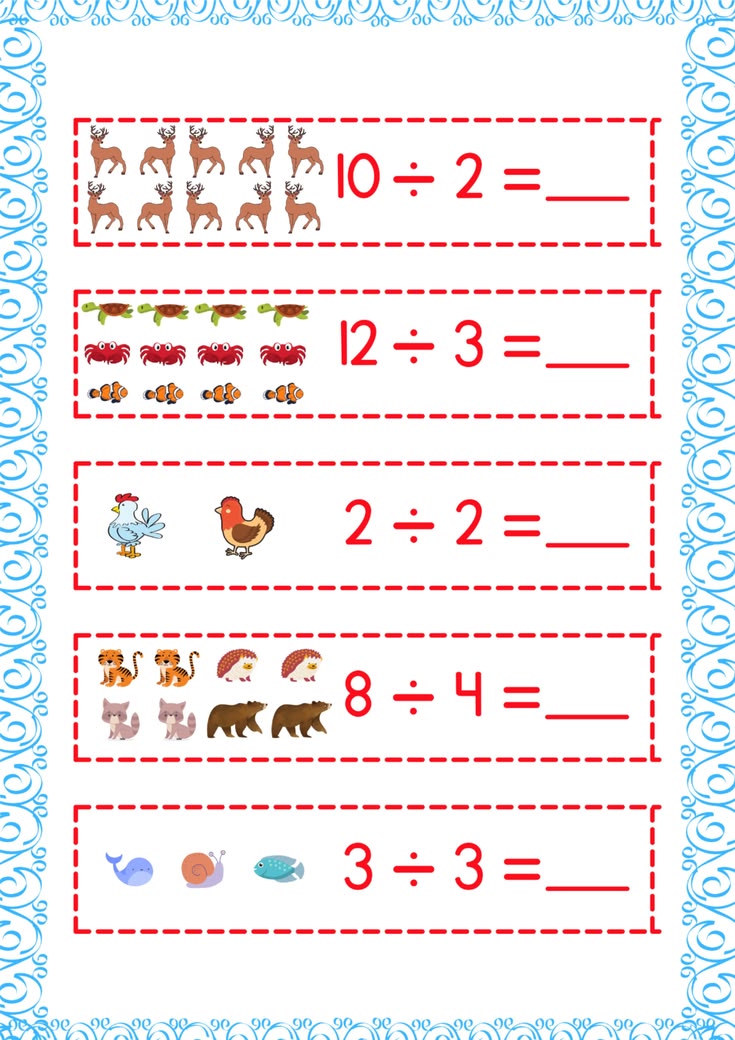 10 ÷ 2 = ___
12 ÷ 3 = ___
2 ÷ 2 = ___
8 ÷ 4 = ___
3 ÷ 3 = ___